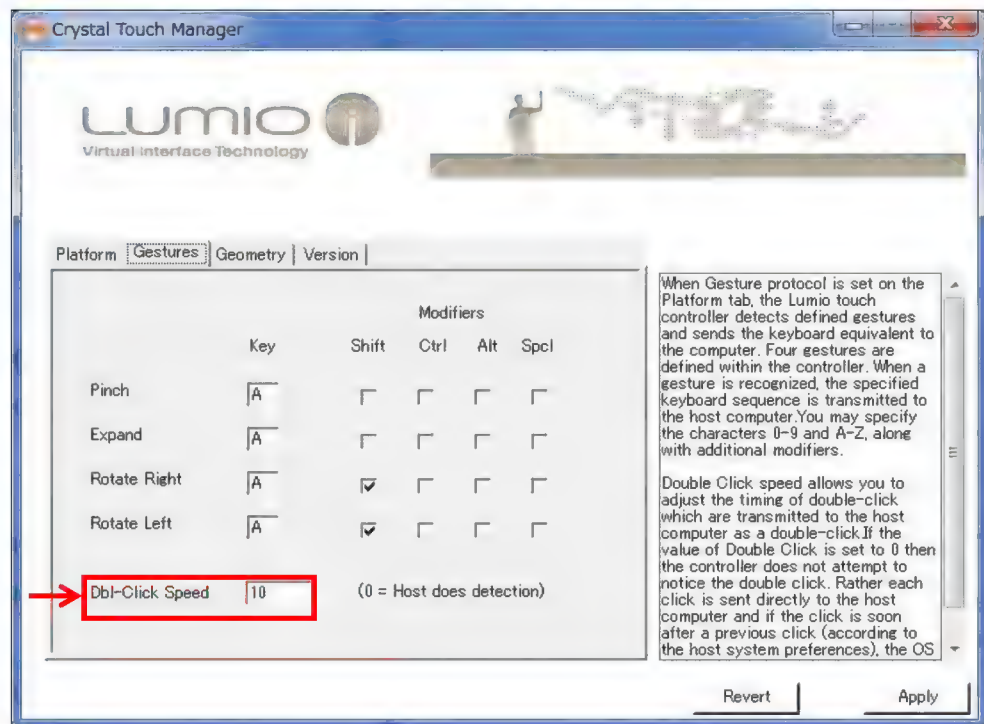 Crystal Touch Manager
LUMIO
Virtual Interface Technology
Platform Gestures Geometry Version
Modifiers
Key Shift Ctrl Alt Spcl
Pinch A
Expand A
Rotate Right A
Rotate Left A
Dbl-Click Speed 10 (0 = Host does detection)
When Gesture protocol is set on the
Platform tab, the Lumio touch
controller detects defined gestures
and sends the keyboard equivalent to
the computer. Four gestures are
defined within the controller. When a
gesture is recognized, the specified
keyboard sequence is transmitted to
the host computer.You may specify
the characters 0-9 and A-Z, along
with additional modifiers.
Double Click speed allows you to
adjust the timing of double-click
which are transmitted to the host
computer as a double-click.If the
value of Double Click is set to 0 then
the controller does not attempt to
notice the double click. Rather each
click is sent directly to the host
computer and if the click is soon
after a previous click (according to
the host system preferences), the OS
Revert Apply